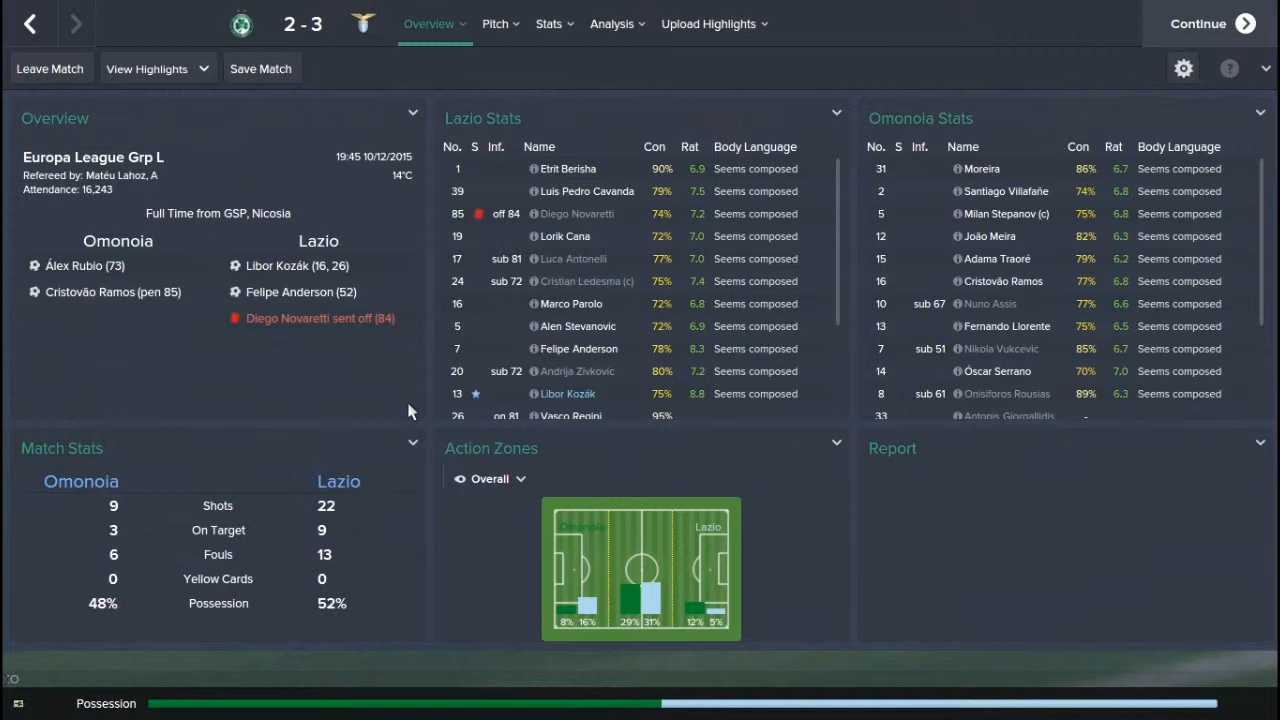 2 - 3
Overview
Pitch
Stats
Analysis
Upload Highlights
Continue
Leave Match
View Highlights
Save Match
?
Overview
Europa League Grp L 19:45 10/12/2015
Refereed by: Matéu Lahoz, A 14°C
Attendance: 16,243
Full Time from GSP, Nicosia
Omonoia Lazio
Álex Rubio (73) Libor Kozák (16, 26)
Cristovão Ramos (pen 85) Felipe Anderson (52)
Diego Novaretti sent off (84)
Lazio Stats
No. S Inf. Name Con Rat Body Language
1 Etrit Berisha 90% 6.9 Seems composed
39 Luis Pedro Cavanda 79% 7.5 Seems composed
85 off 84 Diego Novaretti 74% 7.2 Seems composed
19 Lorik Cana 72% 7.0 Seems composed
17 sub 81 Luca Antonelli 77% 7.0 Seems composed
24 sub 72 Cristian Ledesma (c) 75% 7.4 Seems composed
16 Marco Parolo 72% 6.8 Seems composed
5 Alen Stevanovic 72% 6.9 Seems composed
7 Felipe Anderson 78% 8.3 Seems composed
20 sub 72 Andrija Zivkovic 80% 7.2 Seems composed
13 Libor Kozák 75% 8.8 Seems composed
26 on 81 Vasco Regini 95%
Omonoia Stats
No. S Inf. Name Con Rat Body Language
31 Moreira 86% 6.7 Seems composed
2 Santiago Villafañe 74% 6.8 Seems composed
5 Milan Stepanov (c) 75% 6.8 Seems composed
12 João Meira 82% 6.3 Seems composed
15 Adama Traoré 79% 6.2 Seems composed
16 Cristovão Ramos 77% 6.8 Seems composed
10 sub 67 Nuno Assis 77% 6.6 Seems composed
13 Fernando Llorente 75% 6.5 Seems composed
7 sub 51 Nikola Vukcevic 85% 6.7 Seems composed
14 Óscar Serrano 70% 7.0 Seems composed
8 sub 61 Onisiforos Rousias 89% 6.3 Seems composed
33 Antonis Giorgallidis -
Match Stats
Omonoia Lazio
9 Shots 22
3 On Target 9
6 Fouls 13
0 Yellow Cards 0
48% Possession 52%
Action Zones
Overall
Omonoia Lazio
8% 16% 29% 31% 12% 5%
Report
Possession